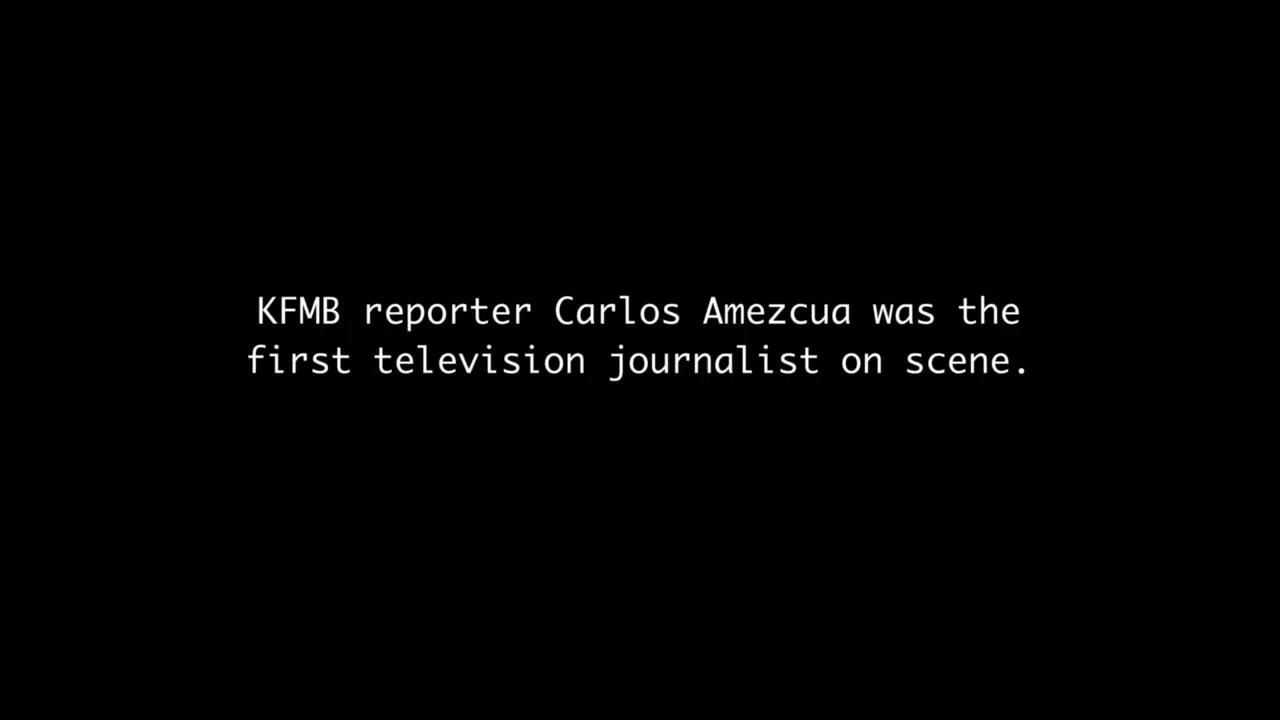 KFMB reporter Carlos Amezcua was the
first television journalist on scene.